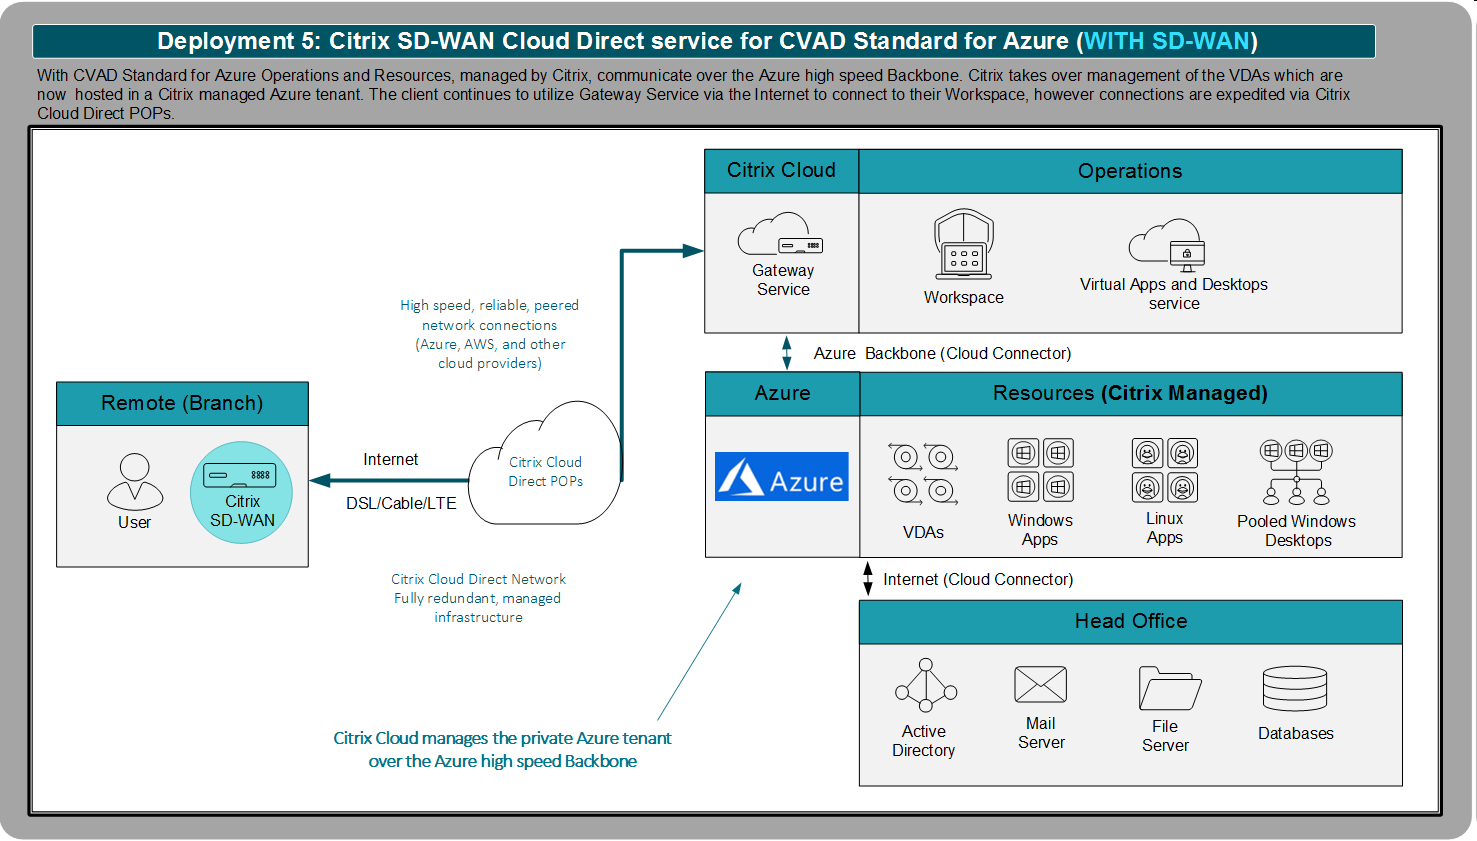 Deployment 5: Citrix SD-WAN Cloud Direct service for CVAD Standard for Azure (WITH SD-WAN)
With CVAD Standard for Azure Operations and Resources, managed by Citrix, communicate over the Azure high speed Backbone. Citrix takes over management of the VDAs which are
now hosted in a Citrix managed Azure tenant. The client continues to utilize Gateway Service via the Internet to connect to their Workspace, however connections are expedited via Citrix
Cloud Direct POPs.
Citrix Cloud
Operations
Gateway
Service
Workspace
Virtual Apps and Desktops
service
High speed, reliable, peered
network connections
(Azure, AWS, and other
cloud providers)
Azure Backbone (Cloud Connector)
Remote (Branch)
User
Citrix
SD-WAN
Internet
DSL/Cable/LTE
Citrix Cloud
Direct POPs
Azure
Resources (Citrix Managed)
Azure
VDAs
Windows
Apps
Linux
Apps
Pooled Windows
Desktops
Citrix Cloud Direct Network
Fully redundant, managed
infrastructure
Internet (Cloud Connector)
Head Office
Active
Directory
Mail
Server
File
Server
Databases
Citrix Cloud manages the private Azure tenant
over the Azure high speed Backbone